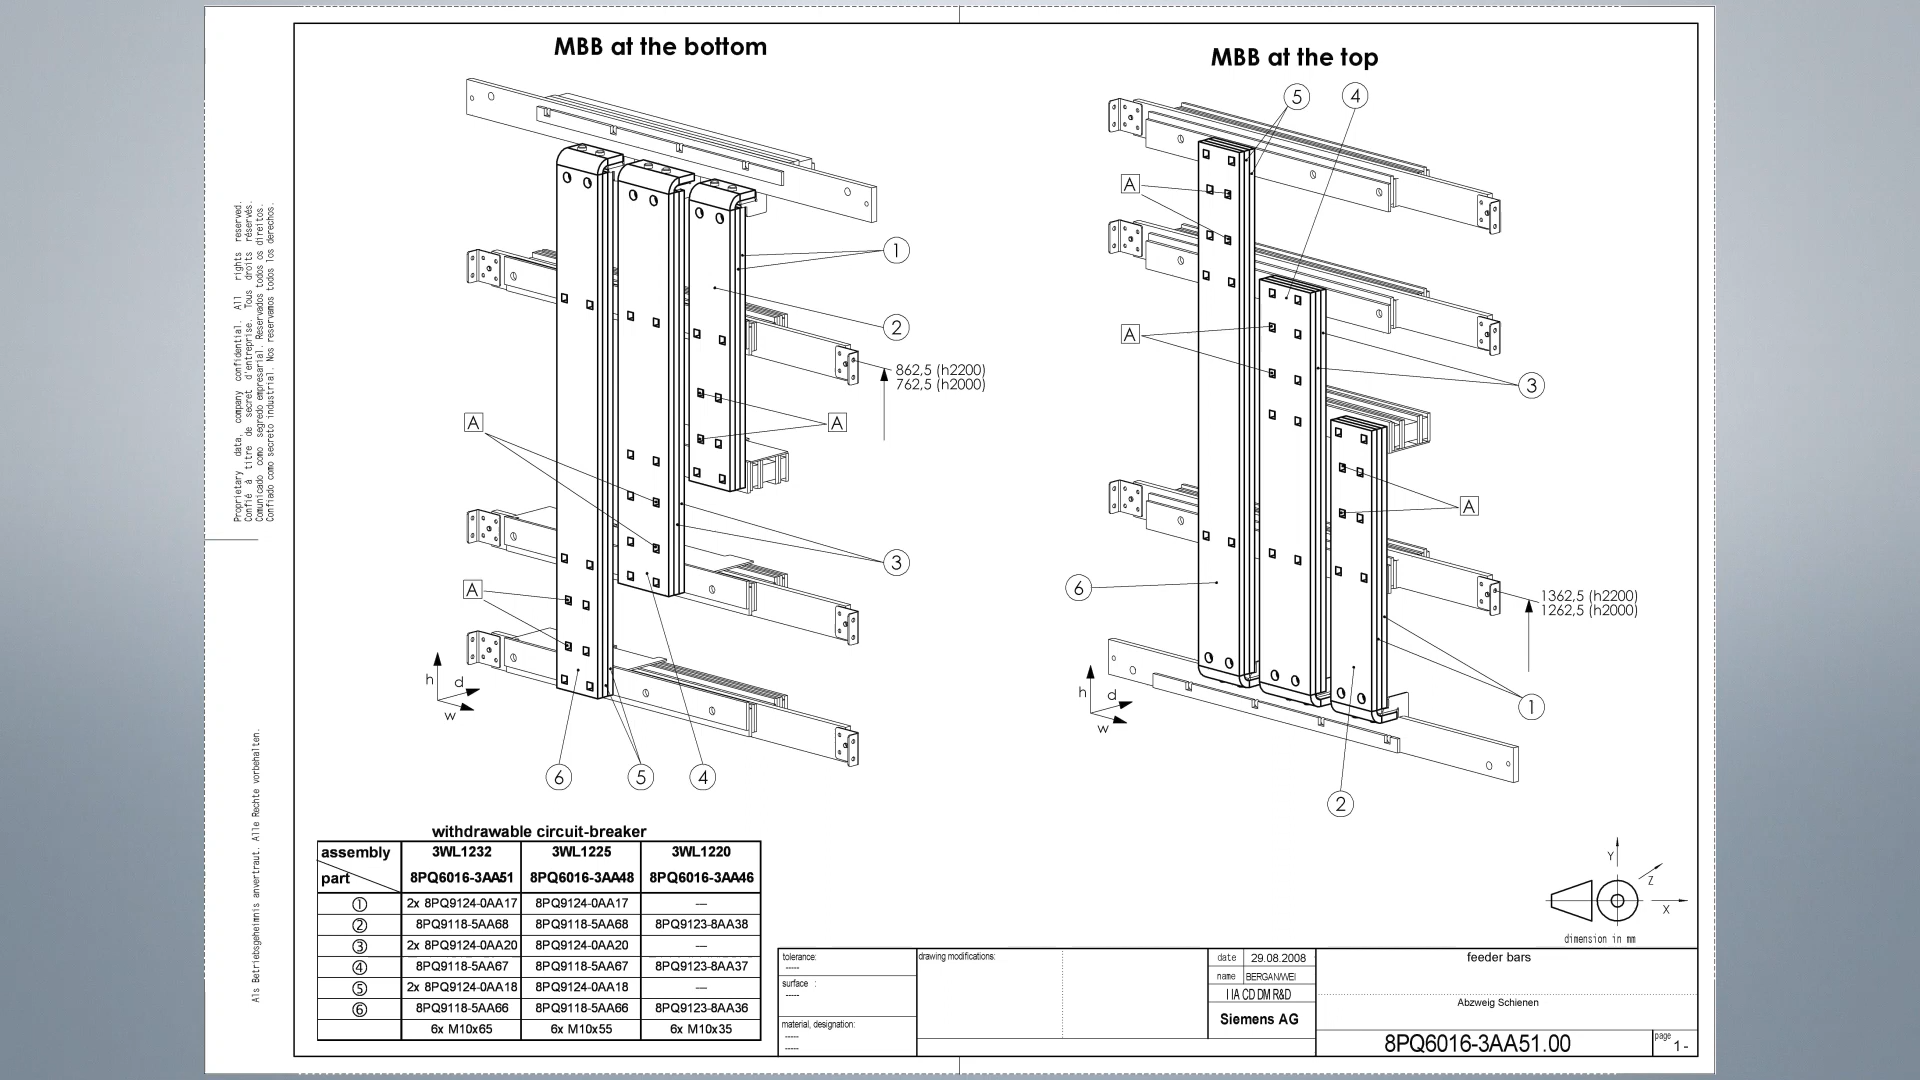 MBB at the bottom
MBB at the top
Proprietary data, company confidential. All rights reserved.
Confié à titre de secret d'entreprise. Tous droits réservés.
Comunicado como segredo empresarial. Reservados todos os direitos.
Confiado como secreto industrial. Nos reservamos todos los derechos.
Als Betriebsgeheimnis anvertraut. Alle Rechte vorbehalten.
1
2
862,5 (h2200)
762,5 (h2000)
A
A
3
A
h
d
w
6
5
4
5
4
A
A
3
A
6
1362,5 (h2200)
1262,5 (h2000)
h
d
w
1
2
withdrawable circuit-breaker
assembly 3WL1232 3WL1225 3WL1220
part 8PQ6016-3AA51 8PQ6016-3AA48 8PQ6016-3AA46
① 2x 8PQ9124-0AA17 8PQ9124-0AA17 —
② 8PQ9118-5AA68 8PQ9118-5AA68 8PQ9123-8AA38
③ 2x 8PQ9124-0AA20 8PQ9124-0AA20 —
④ 8PQ9118-5AA67 8PQ9118-5AA67 8PQ9123-8AA37
⑤ 2x 8PQ9124-0AA18 8PQ9124-0AA18 —
⑥ 8PQ9118-5AA66 8PQ9118-5AA66 8PQ9123-8AA36
6x M10x65 6x M10x55 6x M10x35
Y
Z
X
dimension in mm
tolerance:
-----
surface :
-----
material, designation:
-----
-----
drawing modifications:
date 29.08.2008
name BERGANWEI
I IA CD DM R&D
Siemens AG
feeder bars
Abzweig Schienen
8PQ6016-3AA51.00
page
1 -